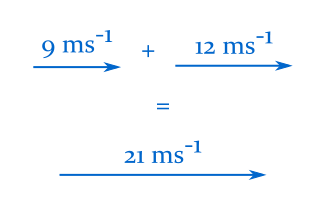 9 ms⁻¹ + 12 ms⁻¹
=
21 ms⁻¹